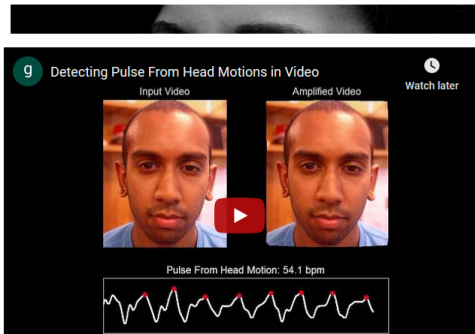 g
Detecting Pulse From Head Motions in Video
Watch later
Input Video
Amplified Video
Pulse From Head Motion: 54.1 bpm